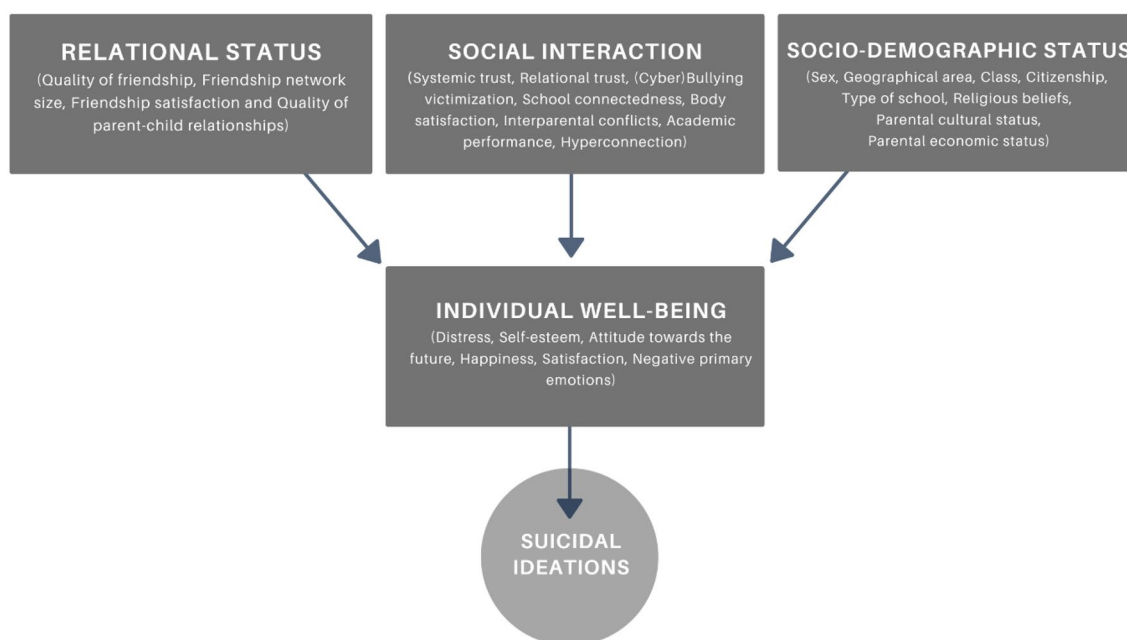 RELATIONAL STATUS
(Quality of friendship, Friendship network
size, Friendship satisfaction and Quality of
parent-child relationships)
SOCIAL INTERACTION
(Systemic trust, Relational trust, (Cyber)Bullying
victimization, School connectedness, Body
satisfaction, Interparental conflicts, Academic
performance, Hyperconnection)
SOCIO-DEMOGRAPHIC STATUS
(Sex, Geographical area, Class, Citizenship,
Type of school, Religious beliefs,
Parental cultural status,
Parental economic status)
INDIVIDUAL WELL-BEING
(Distress, Self-esteem, Attitude towards the
future, Happiness, Satisfaction, Negative primary
emotions)
SUICIDAL
IDEATIONS